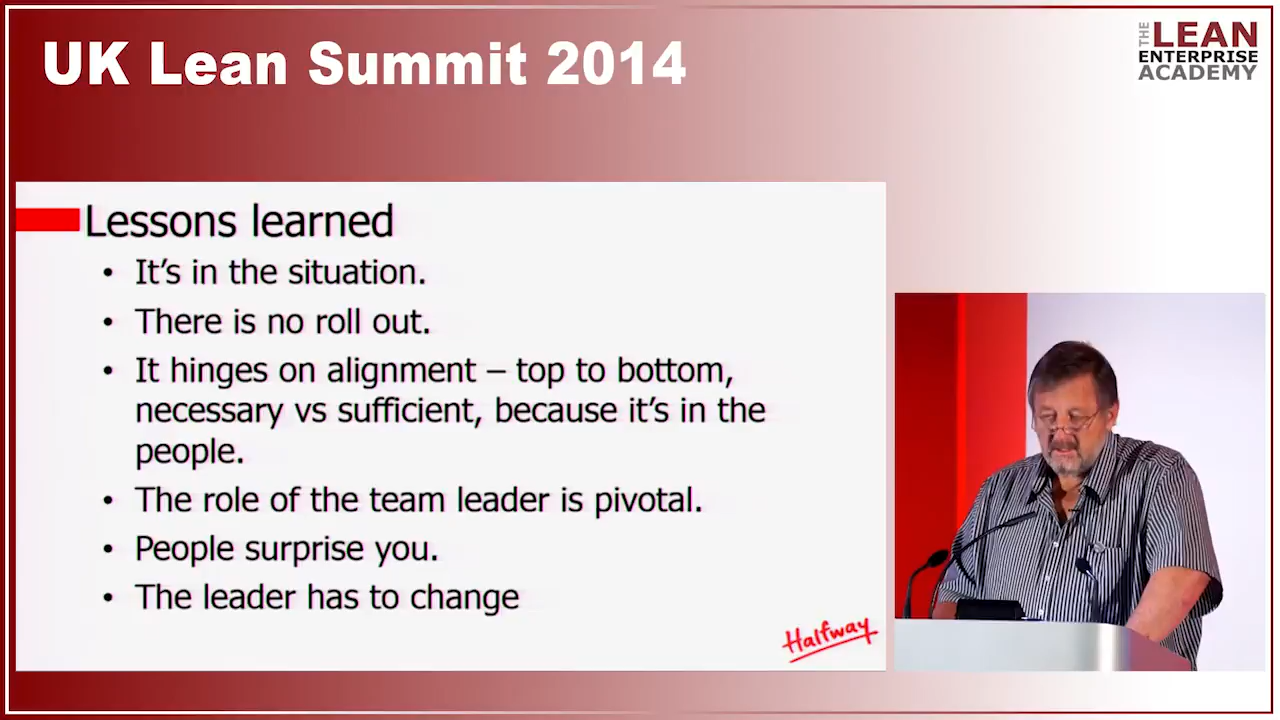 UK Lean Summit 2014
THE
LEAN
ENTERPRISE
ACADEMY
Lessons learned
• It's in the situation.
• There is no roll out.
• It hinges on alignment – top to bottom,
necessary vs sufficient, because it's in the
people.
• The role of the team leader is pivotal.
• People surprise you.
• The leader has to change
Halfway